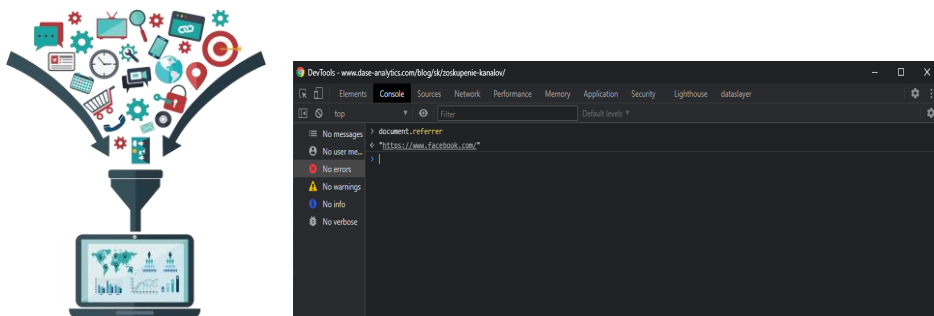 DevTools - www.dase-analytics.com/blog/sk/zoskupenie-kanalov/
Elements Console Sources Network Performance Memory Application Security Lighthouse dataslayer
top Filter Default levels
No messages
No user me...
No errors
No warnings
No info
No verbose
> document.referrer
"https://www.facebook.com/"
>